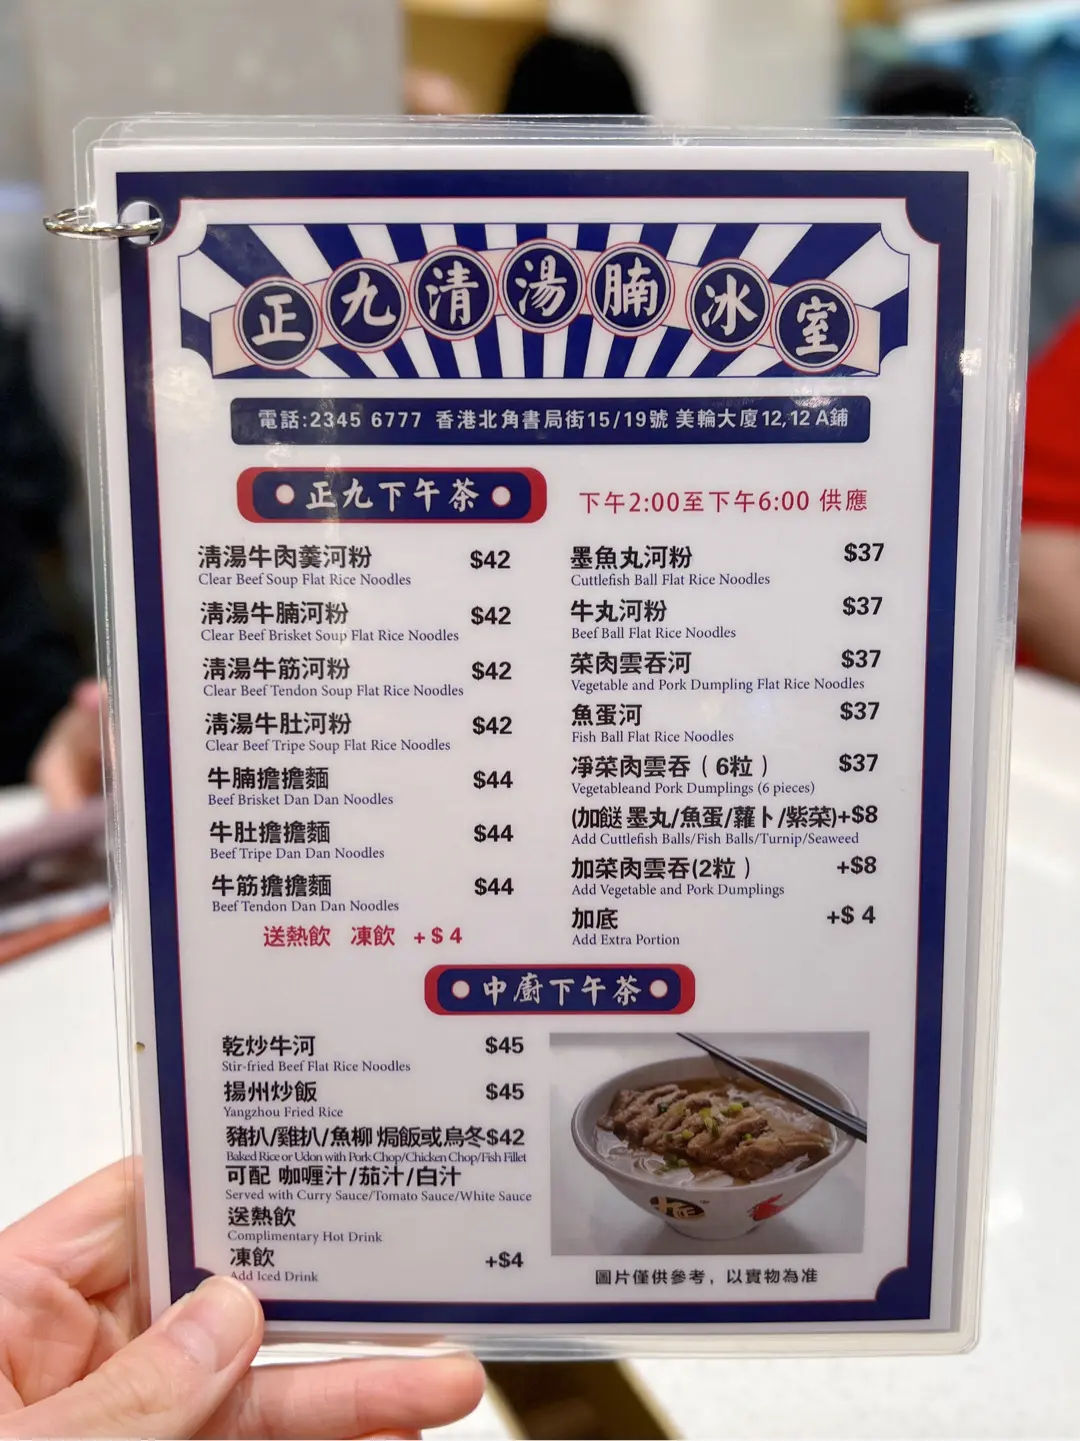 正九清湯腩冰室
電話:2345 6777 香港北角書局街15/19號 美輪大廈12,12 A鋪
正九下午茶
下午2:00至下午6:00 供應
清湯牛肉羹河粉 $42
Clear Beef Soup Flat Rice Noodles
清湯牛腩河粉 $42
Clear Beef Brisket Soup Flat Rice Noodles
清湯牛筋河粉 $42
Clear Beef Tendon Soup Flat Rice Noodles
清湯牛肚河粉 $42
Clear Beef Tripe Soup Flat Rice Noodles
牛腩擔擔麵 $44
Beef Brisket Dan Dan Noodles
牛肚擔擔麵 $44
Beef Tripe Dan Dan Noodles
牛筋擔擔麵 $44
Beef Tendon Dan Dan Noodles
送熱飲 凍飲 +$4
墨魚丸河粉 $37
Cuttlefish Ball Flat Rice Noodles
牛丸河粉 $37
Beef Ball Flat Rice Noodles
菜肉雲吞河 $37
Vegetable and Pork Dumpling Flat Rice Noodles
魚蛋河 $37
Fish Ball Flat Rice Noodles
凈菜肉雲吞（6粒） $37
Vegetableand Pork Dumplings (6 pieces)
(加餸 墨丸/魚蛋/蘿卜/紫菜)+$8
Add Cuttlefish Balls/Fish Balls/Turnip/Seaweed
加菜肉雲吞(2粒） +$8
Add Vegetable and Pork Dumplings
加底 +$ 4
Add Extra Portion
中廚下午茶
乾炒牛河 $45
Stir-fried Beef Flat Rice Noodles
揚州炒飯 $45
Yangzhou Fried Rice
豬扒/雞扒/魚柳 焗飯或烏冬$42
Baked Rice or Udon with Pork Chop/Chicken Chop/Fish Fillet
可配 咖喱汁/茄汁/白汁
Served with Curry Sauce/Tomato Sauce/White Sauce
送熱飲
Complimentary Hot Drink
凍飲 +$4
Add Iced Drink
圖片僅供參考，以實物為准